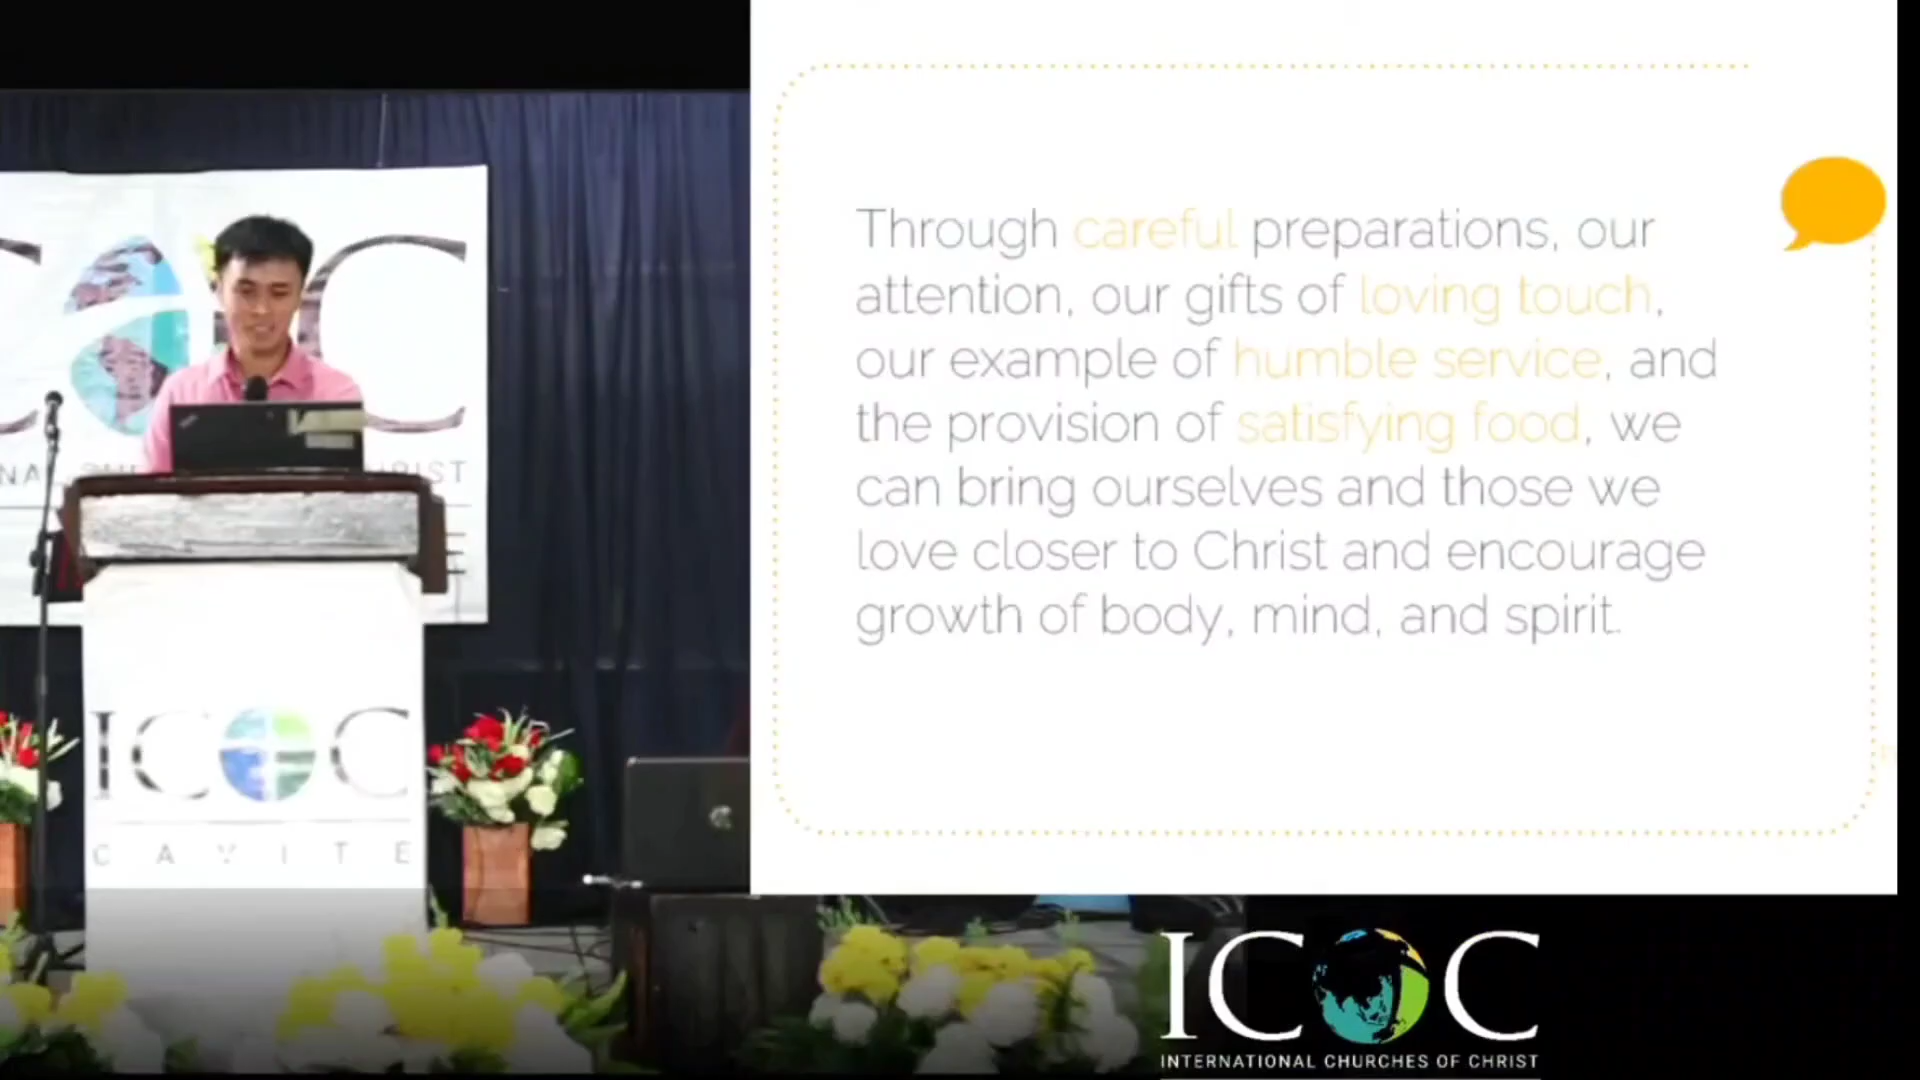 Through careful preparations, our
attention, our gifts of loving touch,
our example of humble service, and
the provision of satisfying food, we
can bring ourselves and those we
love closer to Christ and encourage
growth of body, mind, and spirit.
ICOC
CAVITE
ICOC
INTERNATIONAL CHURCHES OF CHRIST